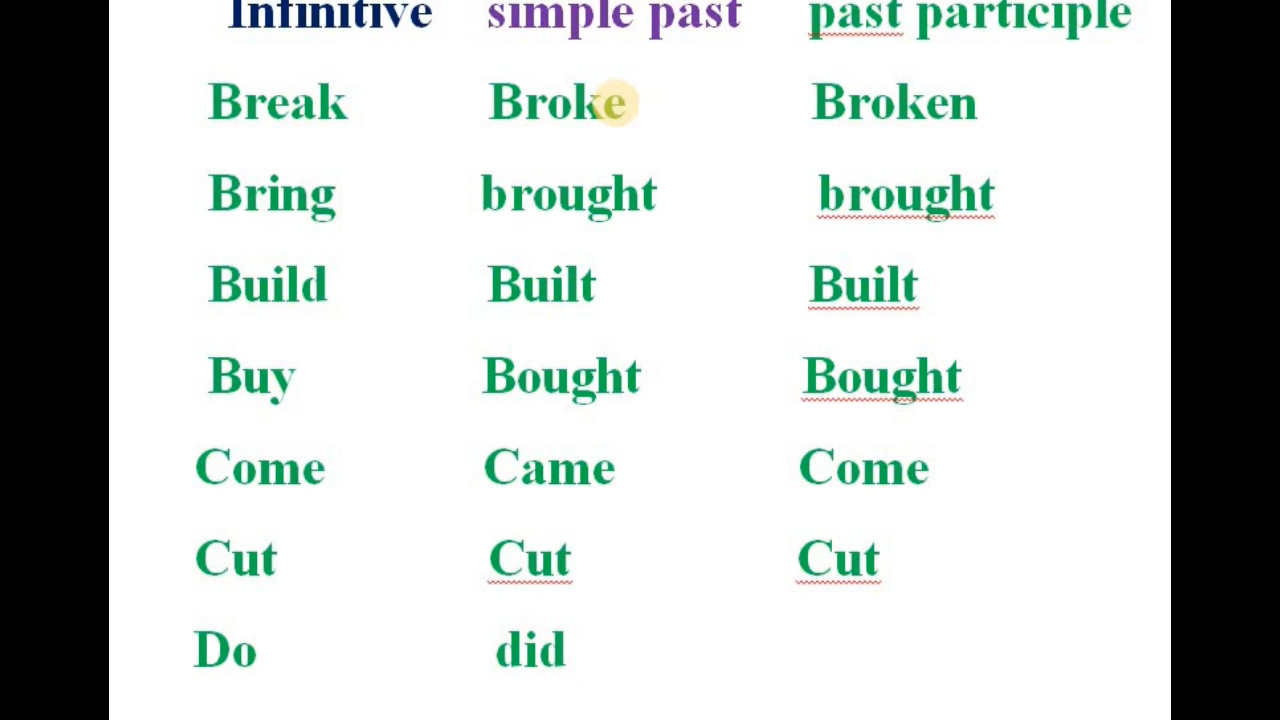 Infinitive simple past past participle
Break Broke Broken
Bring brought brought
Build Built Built
Buy Bought Bought
Come Came Come
Cut Cut Cut
Do did